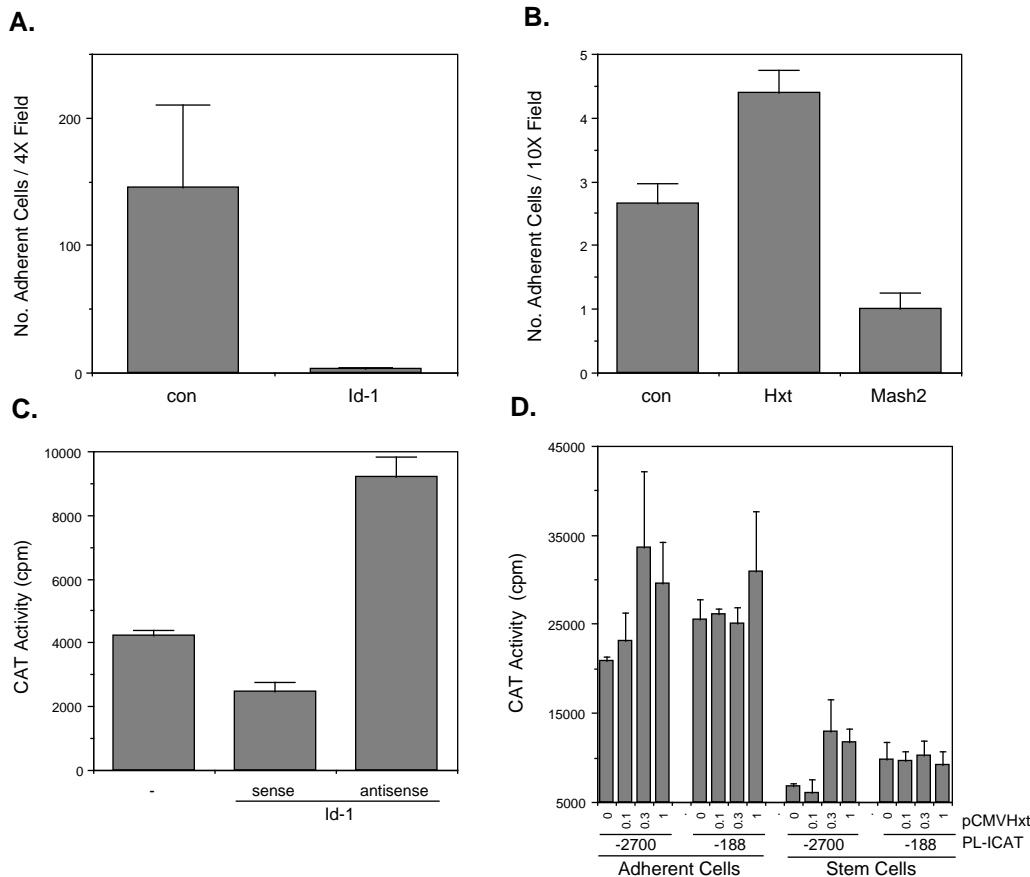 A.
No. Adherent Cells / 4X Field
200
100
0
con Id-1
B.
No. Adherent Cells / 10X Field
5
4
3
2
1
0
con Hxt Mash2
C.
CAT Activity (cpm)
10000
8000
6000
4000
2000
0
- sense antisense
Id-1
D.
CAT Activity (cpm)
45000
35000
25000
15000
5000
0 0.1 0.3 1 . 0 0.1 0.3 1 . 0 0.1 0.3 1 . 0 0.1 0.3 1 pCMVHxt
-2700 -188 -2700 -188 PL-ICAT
Adherent Cells Stem Cells